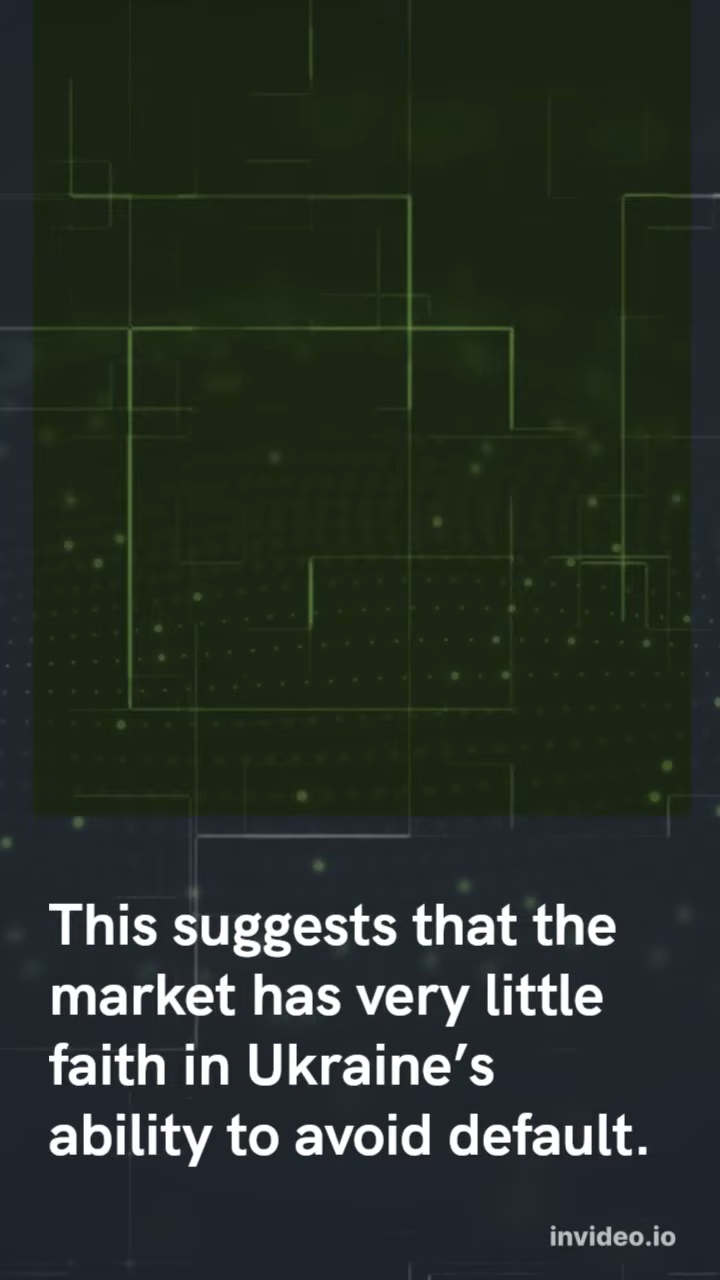 This suggests that the
market has very little
faith in Ukraine’s
ability to avoid default.
invideo.io